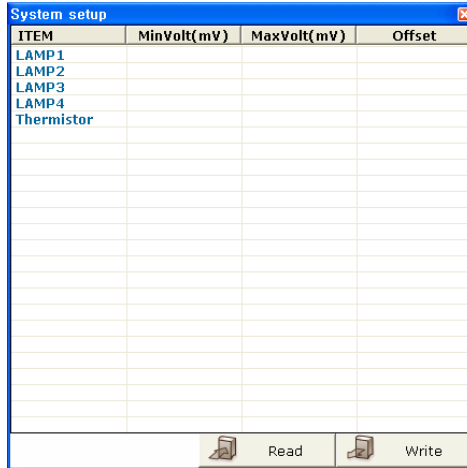 System setup
ITEM MinVolt(mV) MaxVolt(mV) Offset
LAMP1
LAMP2
LAMP3
LAMP4
Thermistor
Read Write